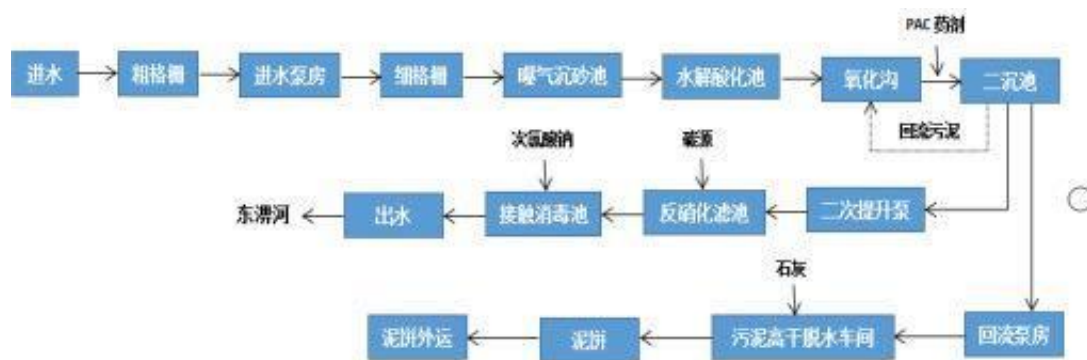 PAC 药剂
进水
粗格栅
进水泵房
细格栅
曝气沉砂池
水解酸化池
氧化沟
二沉池
回流污泥
次氯酸钠
碳源
东淠河
出水
接触消毒池
反硝化滤池
二次提升泵
石灰
泥饼外运
泥饼
污泥高干脱水车间
回流泵房